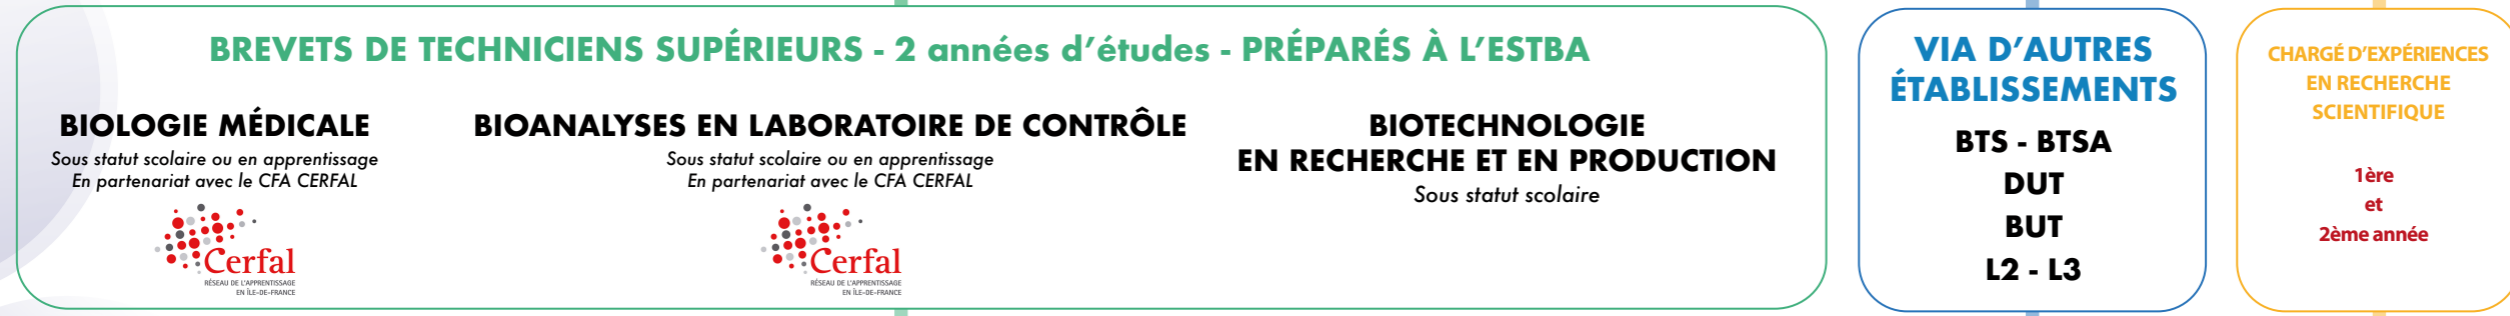 BREVETS DE TECHNICIENS SUPÉRIEURS - 2 années d'études - PRÉPARÉS À L'ESTBA
BIOLOGIE MÉDICALE
Sous statut scolaire ou en apprentissage
En partenariat avec le CFA CERFAL
Cerfal
RÉSEAU DE L'APPRENTISSAGE
EN ÎLE-DE-FRANCE
BIOANALYSES EN LABORATOIRE DE CONTRÔLE
Sous statut scolaire ou en apprentissage
En partenariat avec le CFA CERFAL
Cerfal
RÉSEAU DE L'APPRENTISSAGE
EN ÎLE-DE-FRANCE
BIOTECHNOLOGIE
EN RECHERCHE ET EN PRODUCTION
Sous statut scolaire
VIA D'AUTRES
ÉTABLISSEMENTS
BTS - BTSA
DUT
BUT
L2 - L3
CHARGÉ D'EXPÉRIENCES
EN RECHERCHE
SCIENTIFIQUE
1ère
et
2ème année